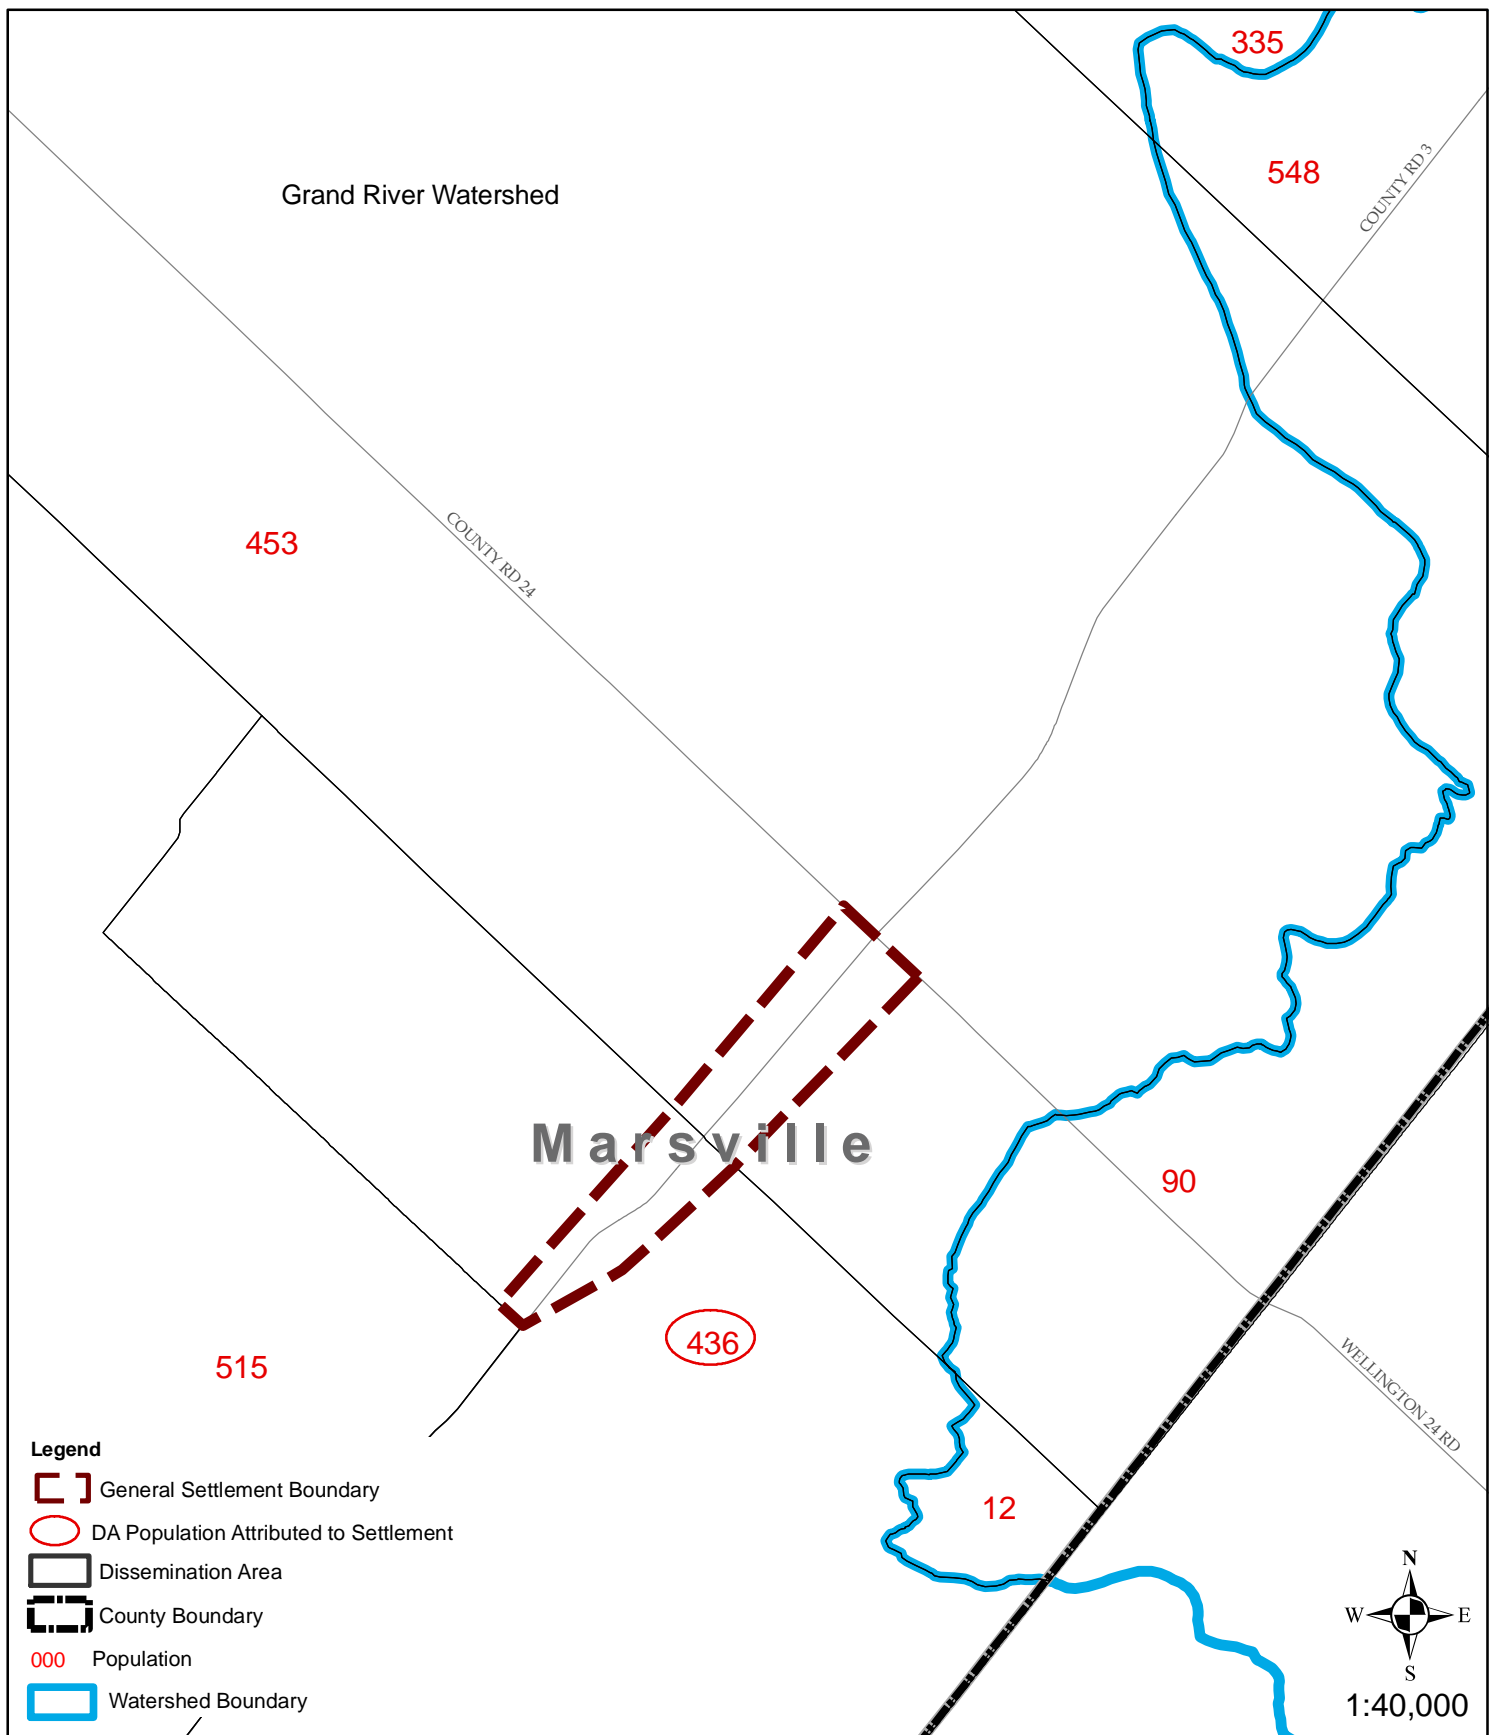 335
548
COUNTY RD 3
Grand River Watershed
453
COUNTY RD 24
Marsville
90
436
515
WELLINGTON 24 RD
12
Legend
General Settlement Boundary
DA Population Attributed to Settlement
Dissemination Area
County Boundary
000 Population
Watershed Boundary
N
W E
S
1:40,000